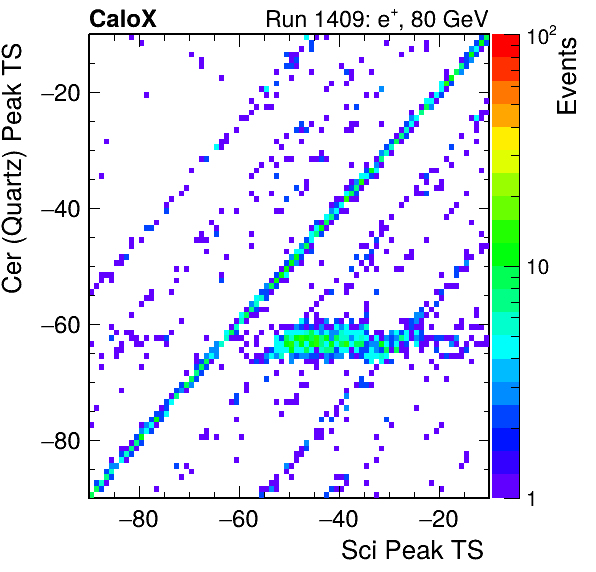 CaloX Run 1409: e⁺, 80 GeV
Cer (Quartz) Peak TS
−20
−40
−60
−80
−80 −60 −40 −20
Sci Peak TS
10²
10
1
Events